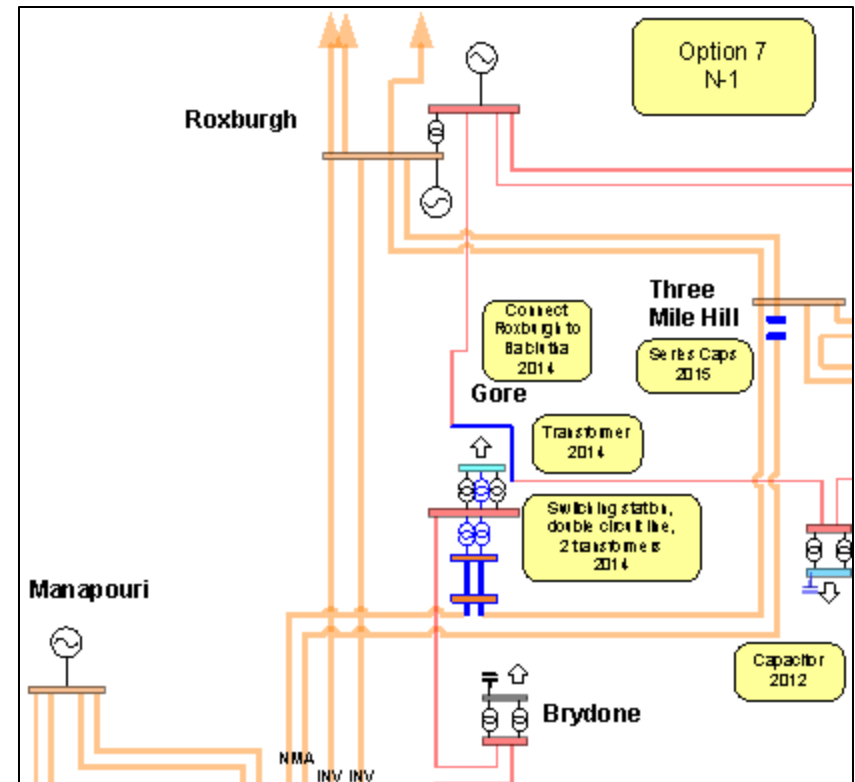 Option 7
N-1
Roxburgh
Three
Mile Hill
Connect
Roxburgh to
Balclutha
2014
Series Caps
2015
Gore
Transformer
2014
Switching station,
double circuit line,
2 transformers
2014
Manapouri
Capacitor
2012
Brydone
NMA
INV INV